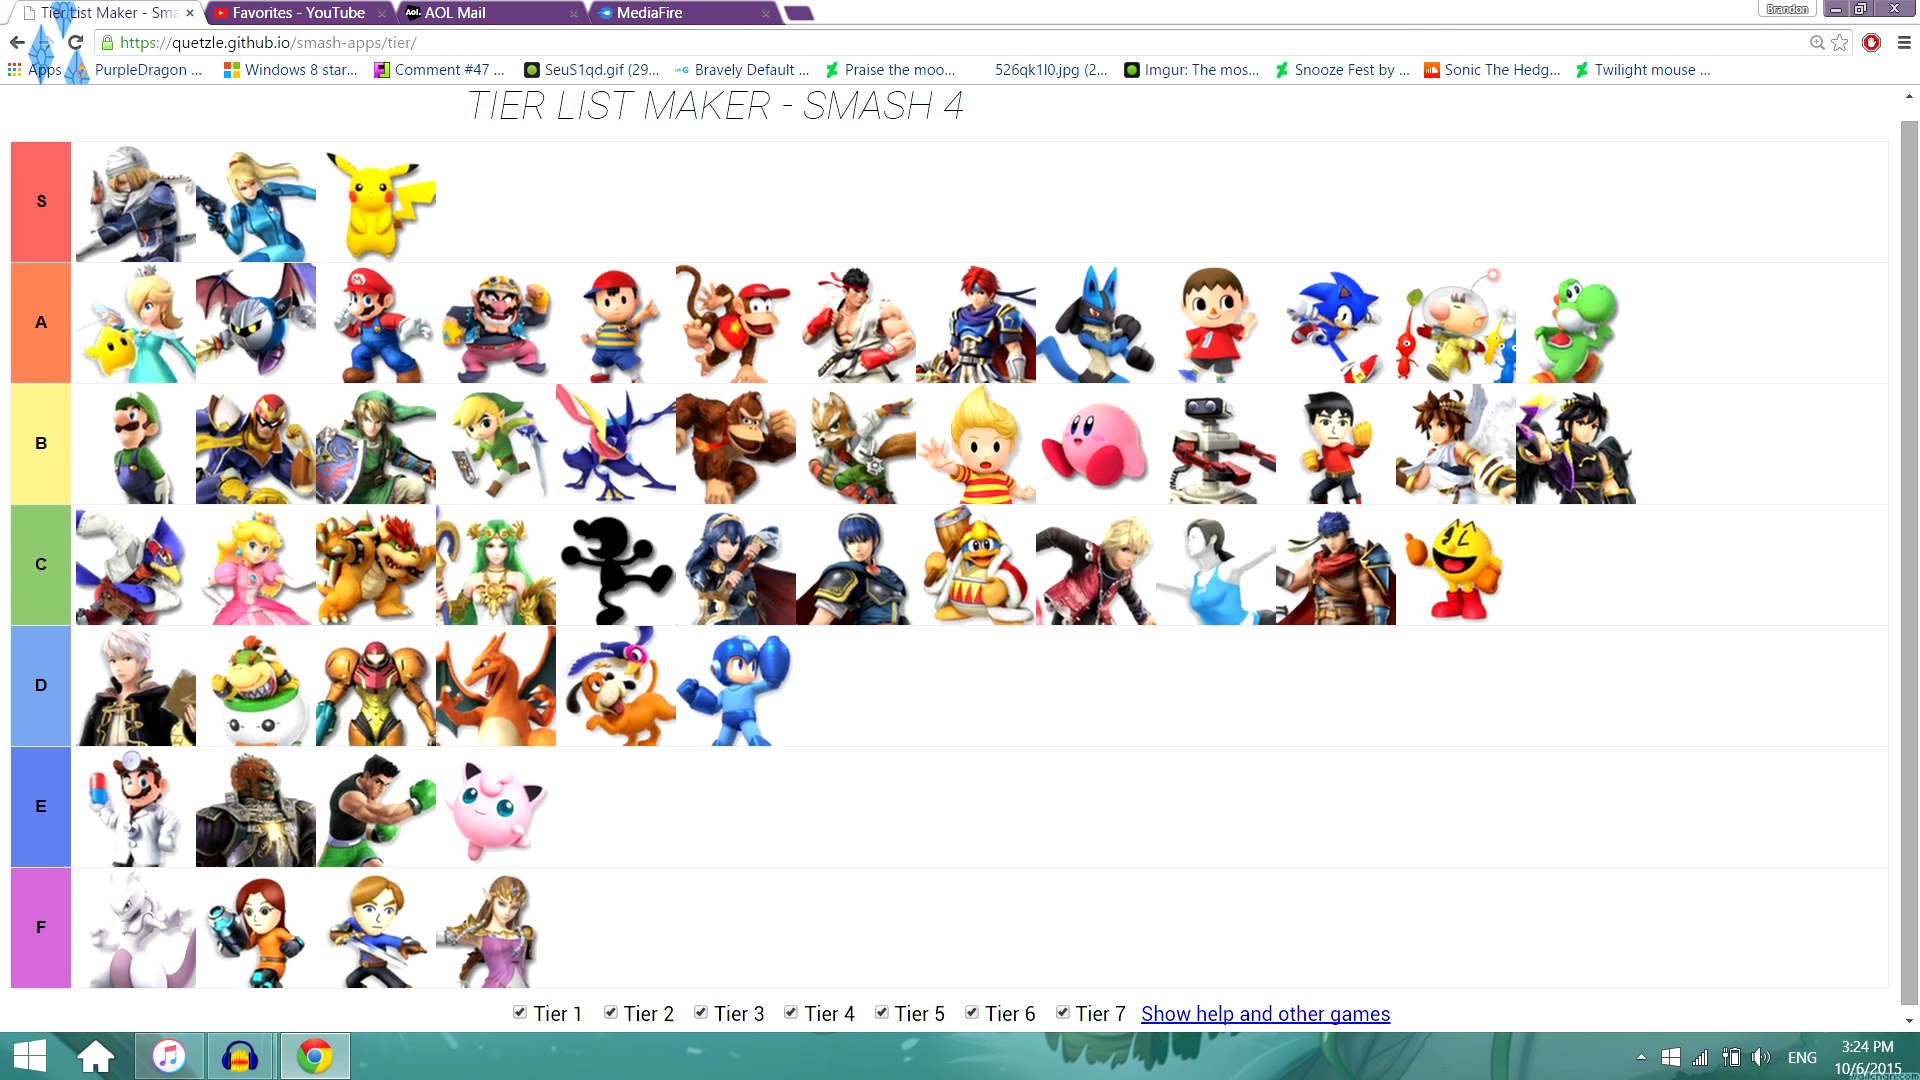 Tier List Maker - Sma
Favorites - YouTube
Aol. AOL Mail
MediaFire
Brandon
https://quetzle.github.io/smash-apps/tier/
Apps
PurpleDragon ...
Windows 8 star...
Comment #47 ...
SeuS1qd.gif (29...
Bravely Default ...
Praise the moo...
526qk1l0.jpg (2...
Imgur: The mos...
Snooze Fest by ...
Sonic The Hedg...
Twilight mouse ...
TIER LIST MAKER - SMASH 4
S
A
B
C
D
E
F
Tier 1 Tier 2 Tier 3 Tier 4 Tier 5 Tier 6 Tier 7 Show help and other games
ENG
3:24 PM
10/6/2015